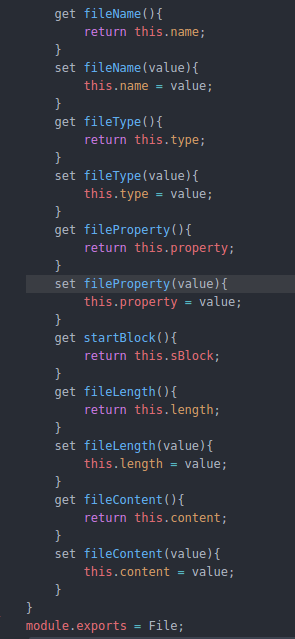 get fileName(){
return this.name;
}
set fileName(value){
this.name = value;
}
get fileType(){
return this.type;
}
set fileType(value){
this.type = value;
}
get fileProperty(){
return this.property;
}
set fileProperty(value){
this.property = value;
}
get startBlock(){
return this.sBlock;
}
get fileLength(){
return this.length;
}
set fileLength(value){
this.length = value;
}
get fileContent(){
return this.content;
}
set fileContent(value){
this.content = value;
}
}
module.exports = File;